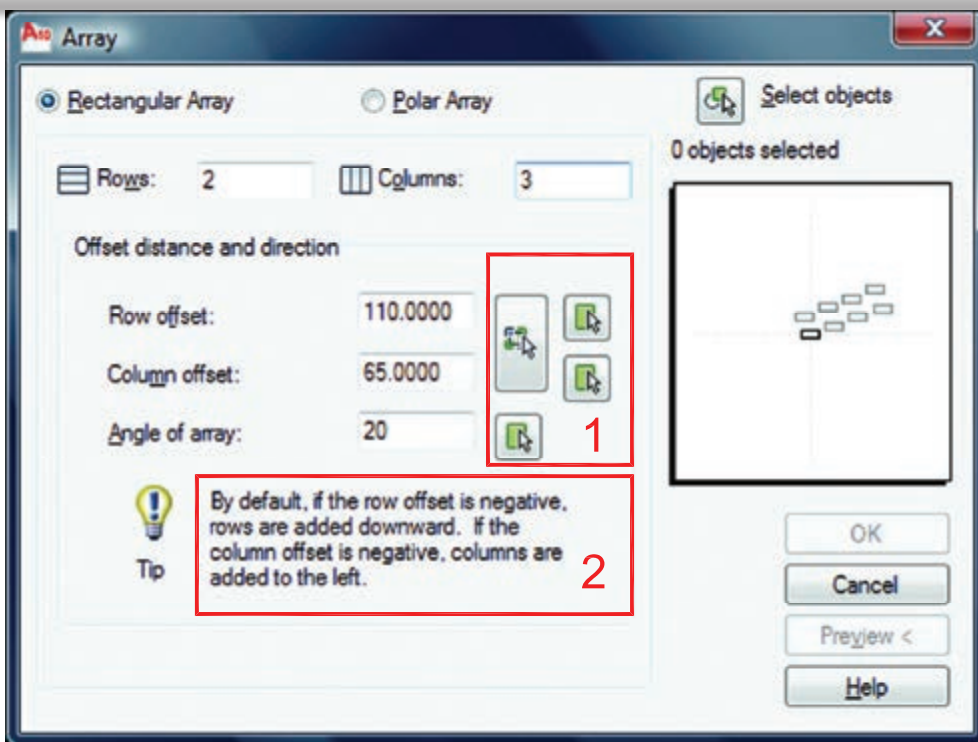 A10 Array
X
Rectangular Array
Polar Array
Select objects
0 objects selected
Rows: 2
Columns: 3
Offset distance and direction
Row offset: 110.0000
Column offset: 65.0000
Angle of array: 20
1
Tip
By default, if the row offset is negative,
rows are added downward. If the
column offset is negative, columns are
added to the left.
2
OK
Cancel
Preview <
Help